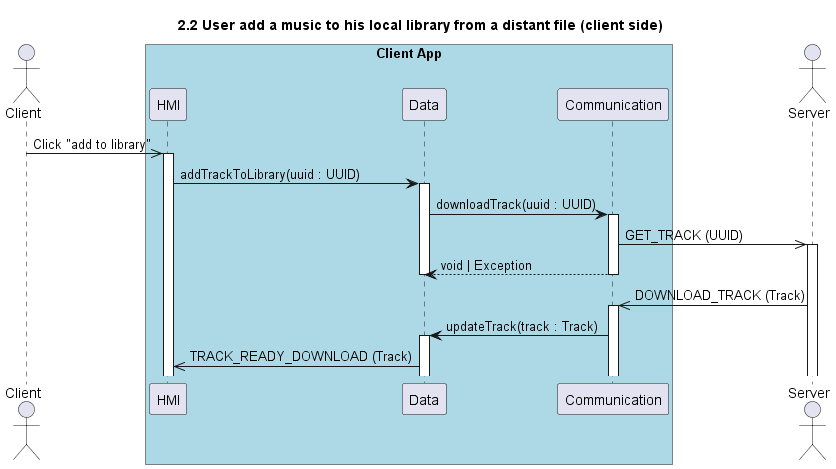 2.2 User add a music to his local library from a distant file (client side)
Client App
Client
HMI
Data
Communication
Server
Click "add to library"
addTrackToLibrary(uuid : UUID)
downloadTrack(uuid : UUID)
GET_TRACK (UUID)
void | Exception
DOWNLOAD_TRACK (Track)
updateTrack(track : Track)
TRACK_READY_DOWNLOAD (Track)
Client
HMI
Data
Communication
Server